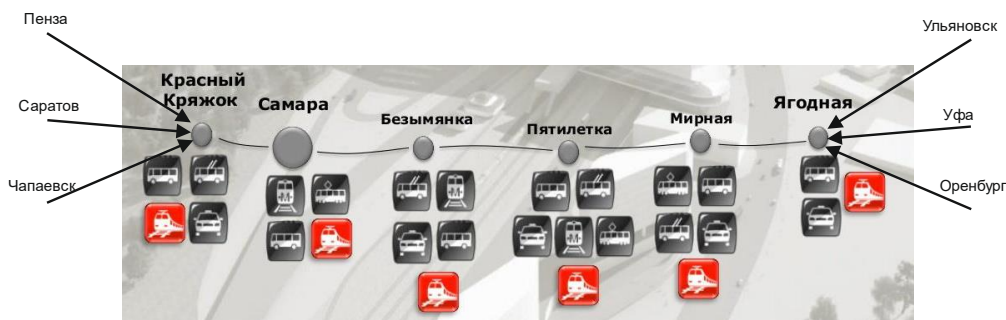 Пенза
Саратов
Чапаевск
Красный
Кряжок
Самара
Безымянка
Пятилетка
Мирная
Ягодная
Ульяновск
Уфа
Оренбург
М
М
М